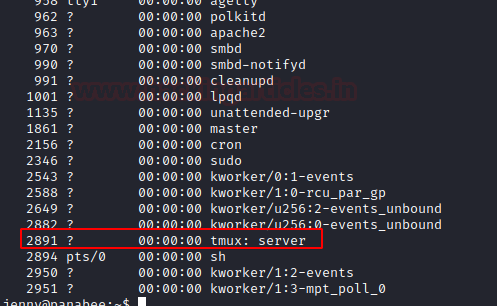 938 tty1 00:00:00 agetty
962 ? 00:00:00 polkitd
963 ? 00:00:00 apache2
970 ? 00:00:00 smbd
990 ? 00:00:00 smbd-notifyd
991 ? 00:00:00 cleanupd
1001 ? 00:00:00 lpqd
1135 ? 00:00:00 unattended-upgr
1861 ? 00:00:00 master
2156 ? 00:00:00 cron
2346 ? 00:00:00 sudo
2543 ? 00:00:00 kworker/0:1-events
2588 ? 00:00:00 kworker/1:0-rcu_par_gp
2649 ? 00:00:00 kworker/u256:2-events_unbound
2882 ? 00:00:00 kworker/u256:0-events_unbound
2891 ? 00:00:00 tmux: server
2894 pts/0 00:00:00 sh
2950 ? 00:00:00 kworker/1:2-events
2951 ? 00:00:00 kworker/1:3-mpt_poll_0
jenny@panabee:~$